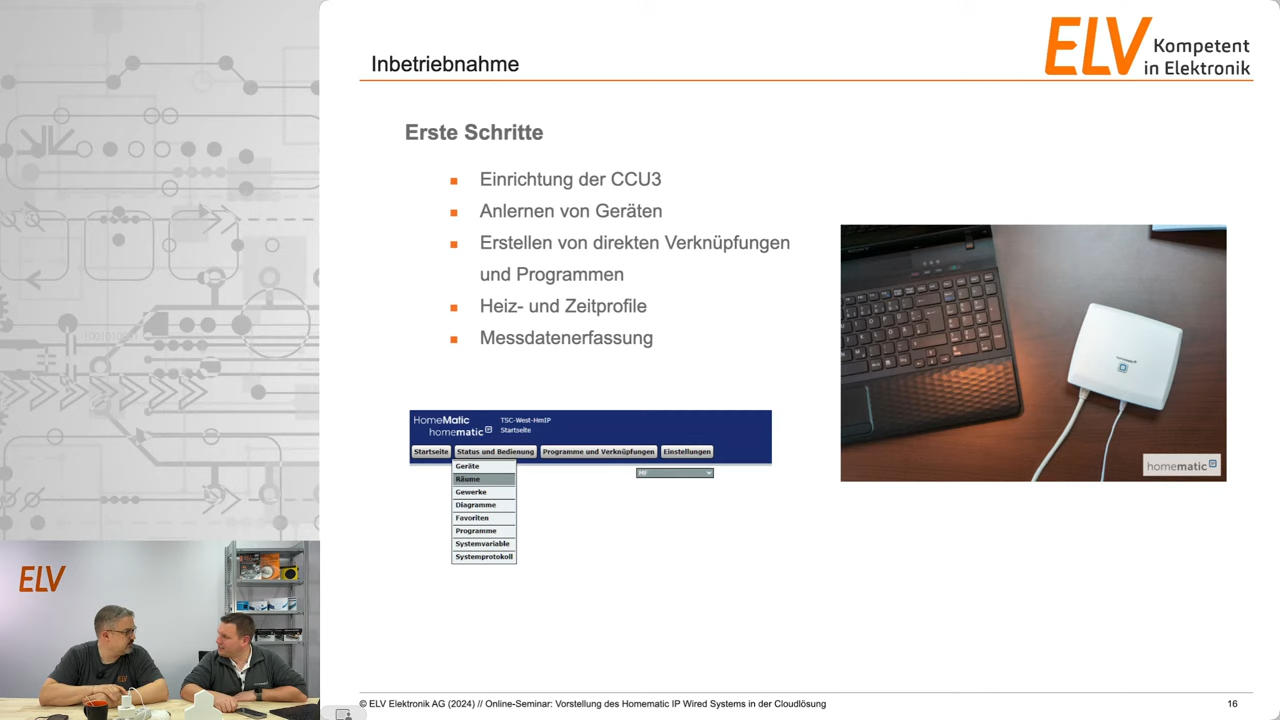 Inbetriebnahme
ELV Kompetent
in Elektronik
Erste Schritte
Einrichtung der CCU3
Anlernen von Geräten
Erstellen von direkten Verknüpfungen
und Programmen
Heiz- und Zeitprofile
Messdatenerfassung
HomeMatic
homematic
TSC-West-HmIP
Startseite
Startseite Status und Bedienung Programme und Verknüpfungen Einstellungen
Geräte
Räume
Gewerke
Diagramme
Favoriten
Programme
Systemvariable
Systemprotokoll
MF
homematic
ELV
ELV
© ELV Elektronik AG (2024) // Online-Seminar: Vorstellung des Homematic IP Wired Systems in der Cloudlösung
16